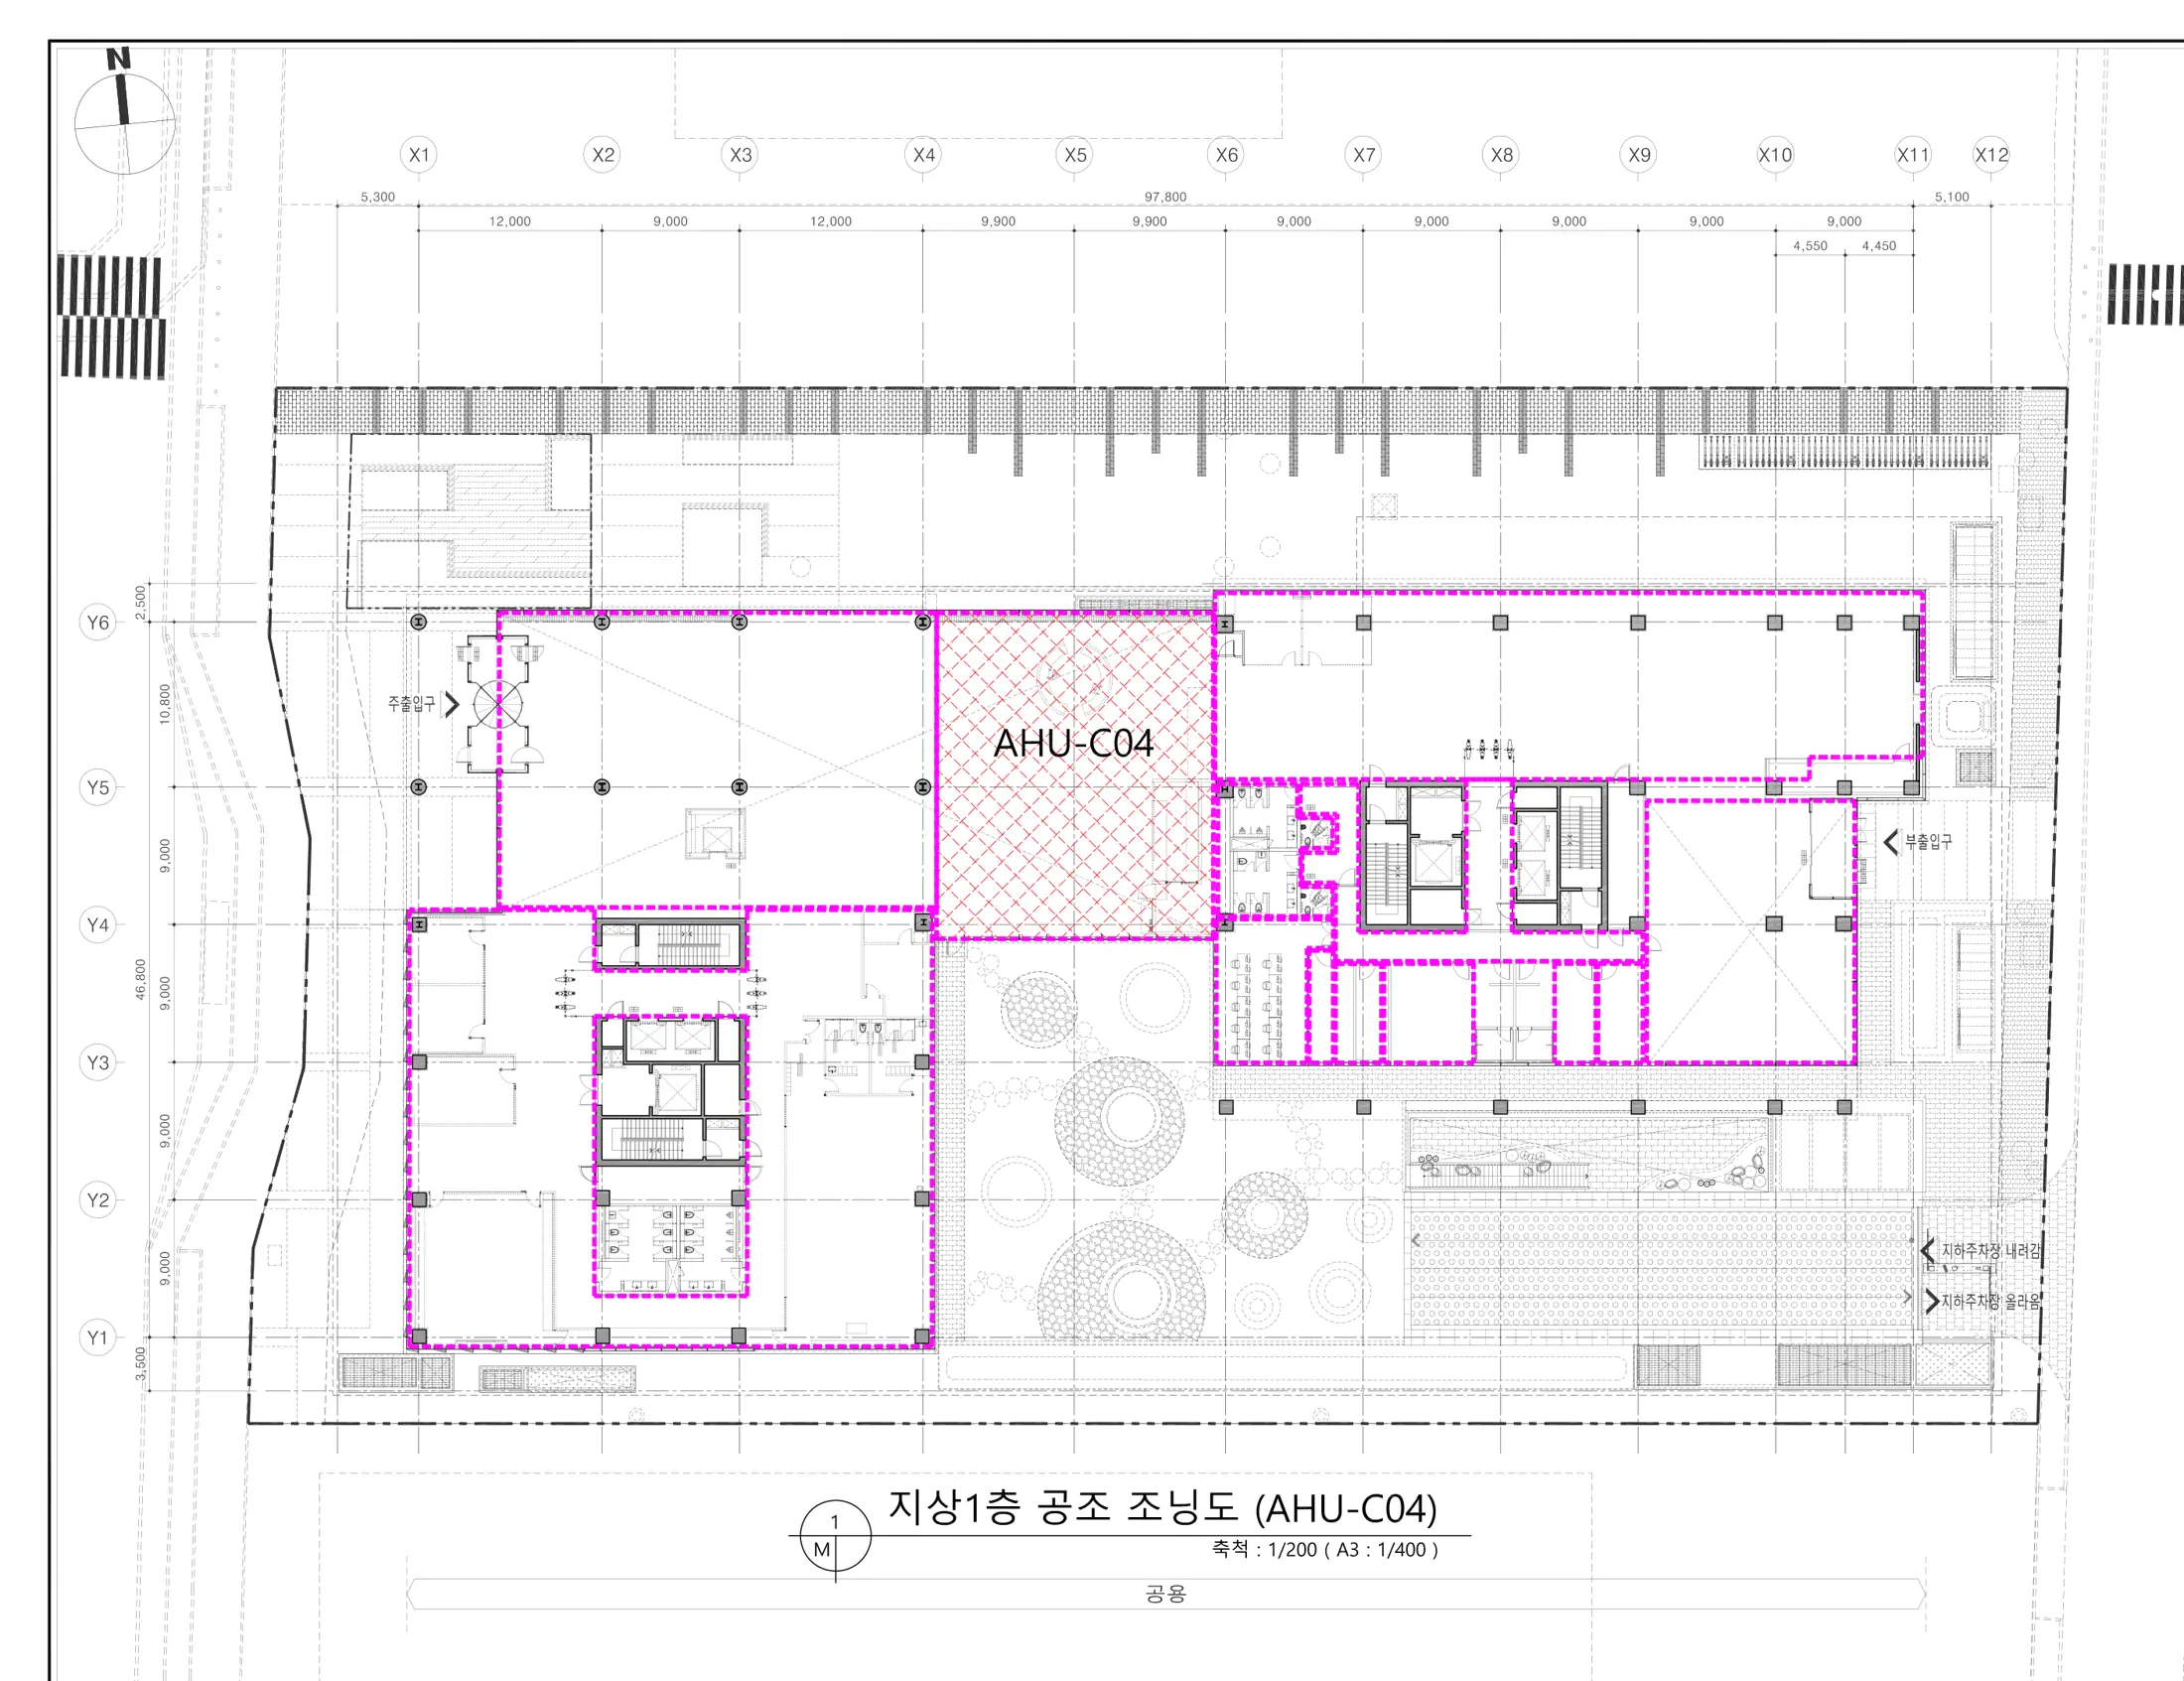 N
X1 X2 X3 X4 X5 X6 X7 X8 X9 X10 X11 X12
5,300 97,800 5,100
12,000 9,000 12,000 9,900 9,900 9,000 9,000 9,000 9,000 9,000
4,550 4,450
2,500
Y6
10,800
주출입구
AHU-C04
Y5
9,000
부출입구
Y4
46,800
9,000
Y3
9,000
Y2
9,000
지하주차장 내려감
지하주차장 올라옴
Y1
3,500
1
M
지상1층 공조 조닝도 (AHU-C04)
축척 : 1/200 ( A3 : 1/400 )
공용